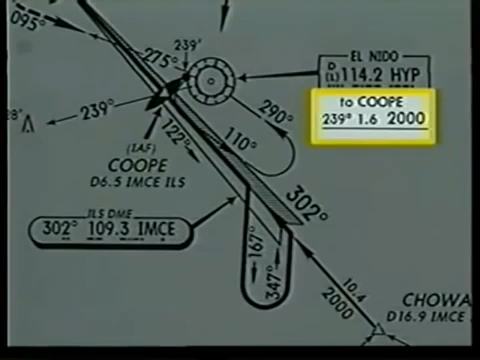 095°
275°
239°
EL NIDO
D
(L) 114.2 HYP
to COOPE
239° 1.6 2000
239°
290°
(IAF)
COOPE
D6.5 IMCE ILS
122°
110°
302°
ILS DME
302° 109.3 IMCE
167°
347°
10.4
2000
CHOWA
D16.9 IMCE